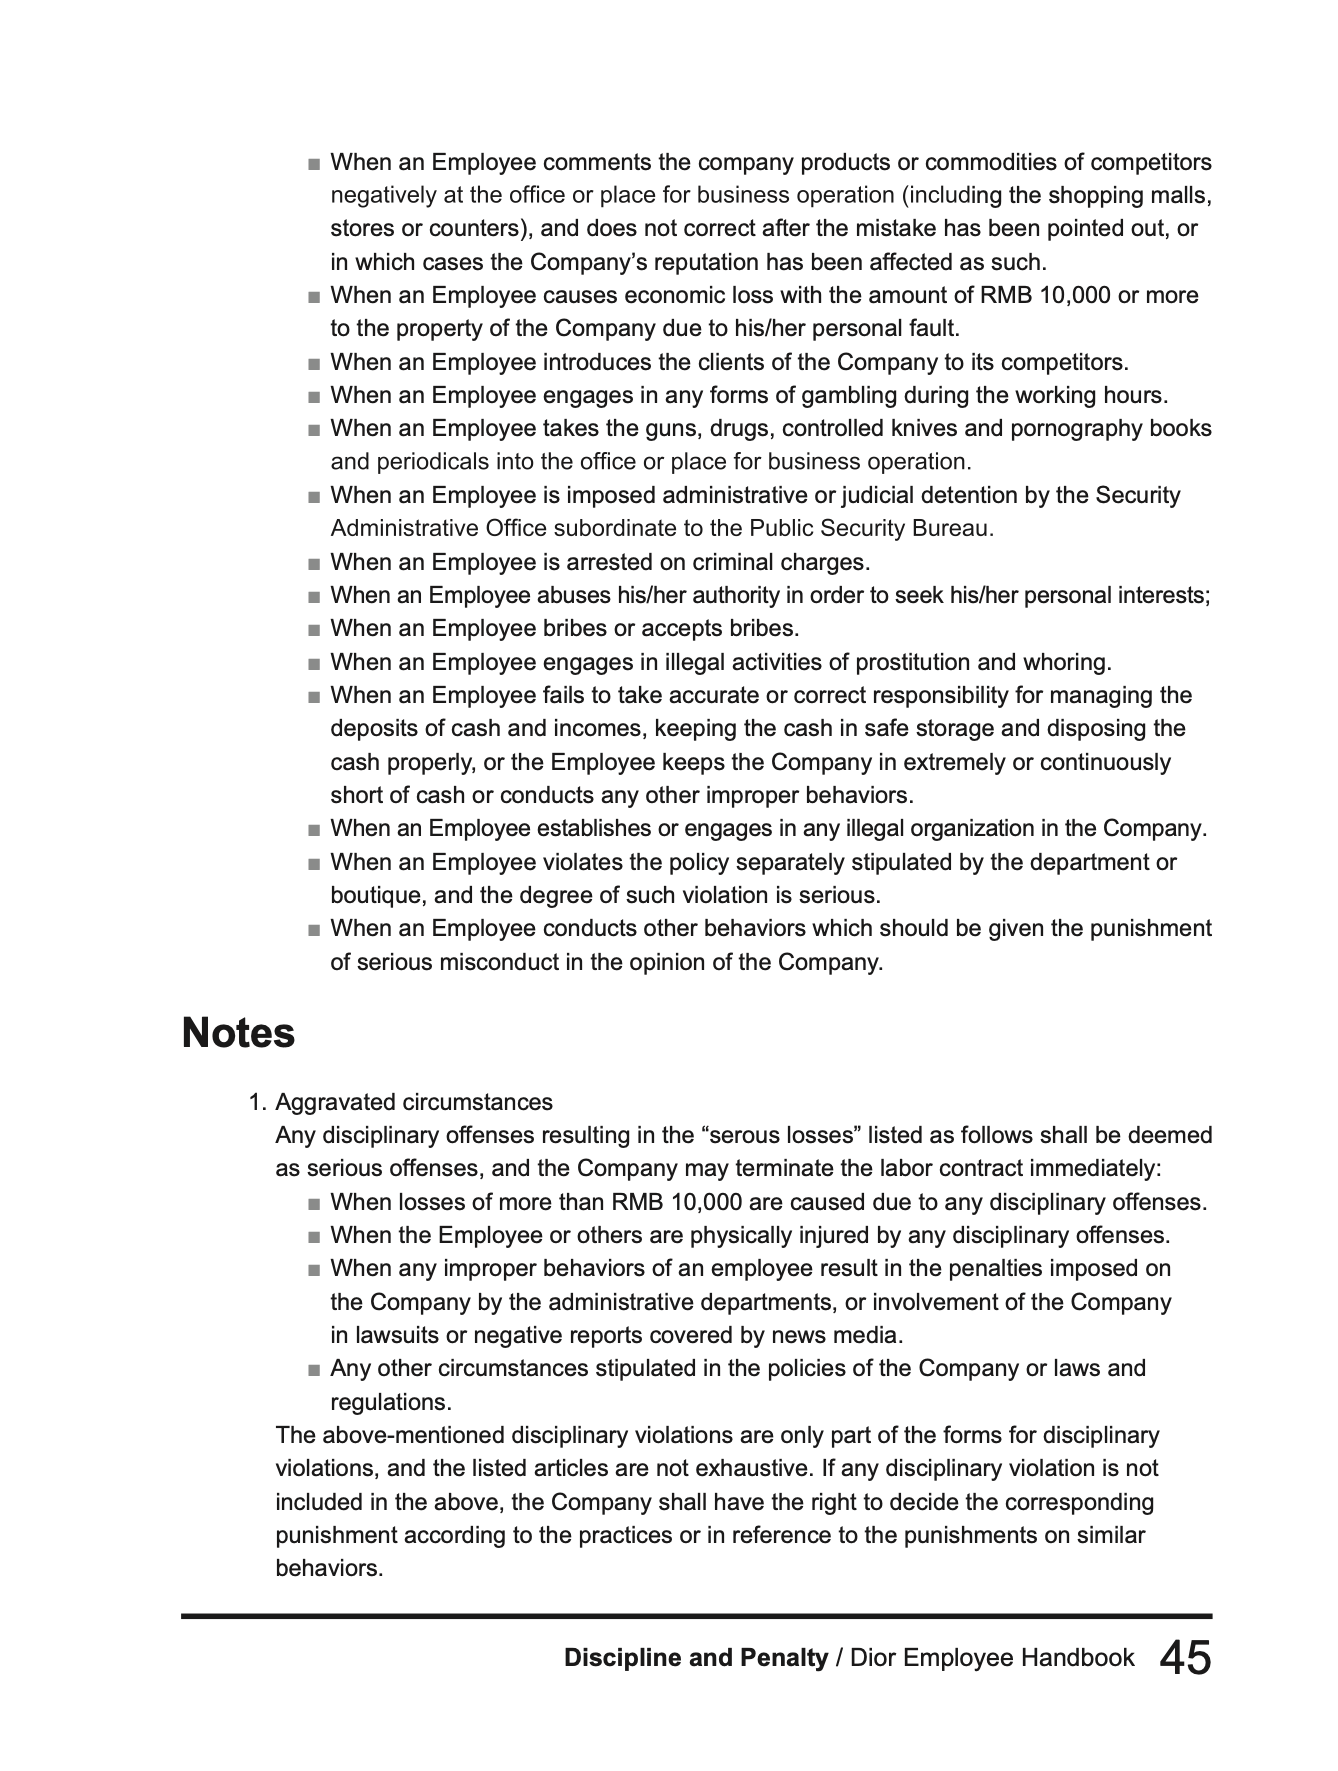 ■ When an Employee comments the company products or commodities of competitors
negatively at the office or place for business operation (including the shopping malls,
stores or counters), and does not correct after the mistake has been pointed out, or
in which cases the Company’s reputation has been affected as such.
■ When an Employee causes economic loss with the amount of RMB 10,000 or more
to the property of the Company due to his/her personal fault.
■ When an Employee introduces the clients of the Company to its competitors.
■ When an Employee engages in any forms of gambling during the working hours.
■ When an Employee takes the guns, drugs, controlled knives and pornography books
and periodicals into the office or place for business operation.
■ When an Employee is imposed administrative or judicial detention by the Security
Administrative Office subordinate to the Public Security Bureau.
■ When an Employee is arrested on criminal charges.
■ When an Employee abuses his/her authority in order to seek his/her personal interests;
■ When an Employee bribes or accepts bribes.
■ When an Employee engages in illegal activities of prostitution and whoring.
■ When an Employee fails to take accurate or correct responsibility for managing the
deposits of cash and incomes, keeping the cash in safe storage and disposing the
cash properly, or the Employee keeps the Company in extremely or continuously
short of cash or conducts any other improper behaviors.
■ When an Employee establishes or engages in any illegal organization in the Company.
■ When an Employee violates the policy separately stipulated by the department or
boutique, and the degree of such violation is serious.
■ When an Employee conducts other behaviors which should be given the punishment
of serious misconduct in the opinion of the Company.
Notes
1. Aggravated circumstances
Any disciplinary offenses resulting in the “serous losses” listed as follows shall be deemed
as serious offenses, and the Company may terminate the labor contract immediately:
■ When losses of more than RMB 10,000 are caused due to any disciplinary offenses.
■ When the Employee or others are physically injured by any disciplinary offenses.
■ When any improper behaviors of an employee result in the penalties imposed on
the Company by the administrative departments, or involvement of the Company
in lawsuits or negative reports covered by news media.
■ Any other circumstances stipulated in the policies of the Company or laws and
regulations.
The above-mentioned disciplinary violations are only part of the forms for disciplinary
violations, and the listed articles are not exhaustive. If any disciplinary violation is not
included in the above, the Company shall have the right to decide the corresponding
punishment according to the practices or in reference to the punishments on similar
behaviors.
Discipline and Penalty / Dior Employee Handbook 45